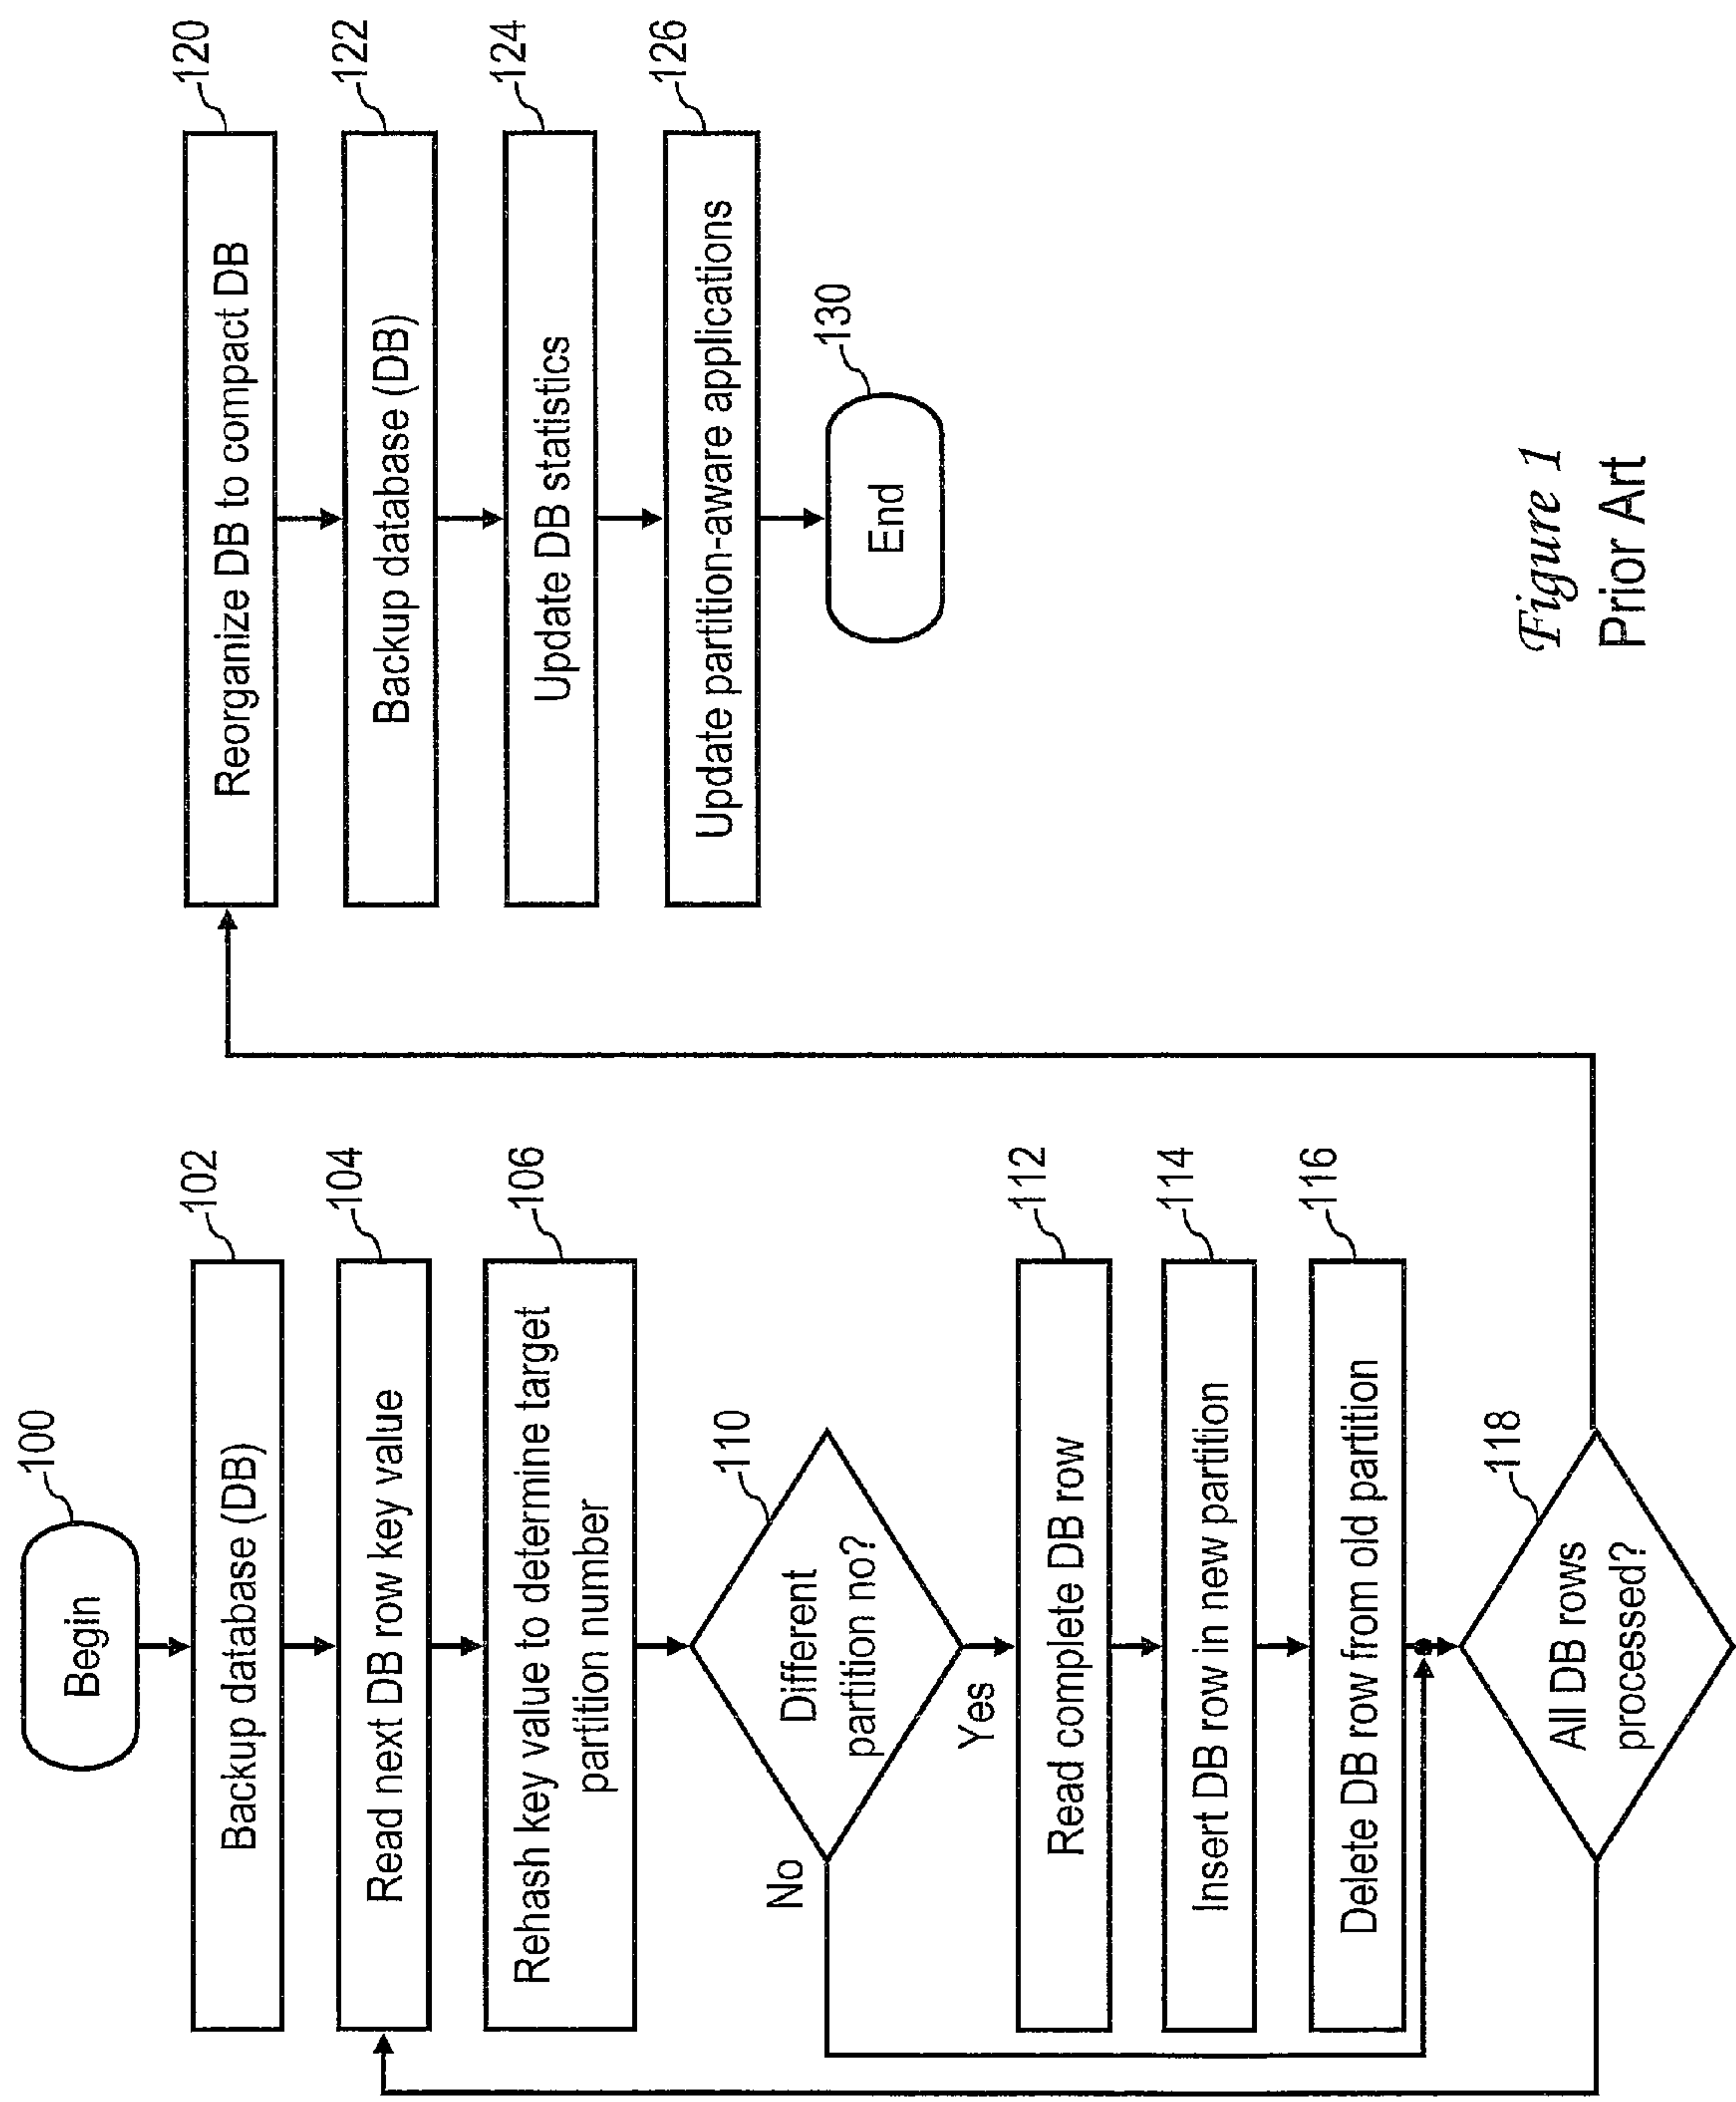 100
Begin
102
Backup database (DB)
104
Read next DB row key value
106
Rehash key value to determine target
partition number
110
Different
partition no?
No
Yes
112
Read complete DB row
114
Insert DB row in new partition
116
Delete DB row from old partition
118
All DB rows
processed?
120
Reorganize DB to compact DB
122
Backup database (DB)
124
Update DB statistics
126
Update partition-aware applications
130
End
Figure 1
Prior Art